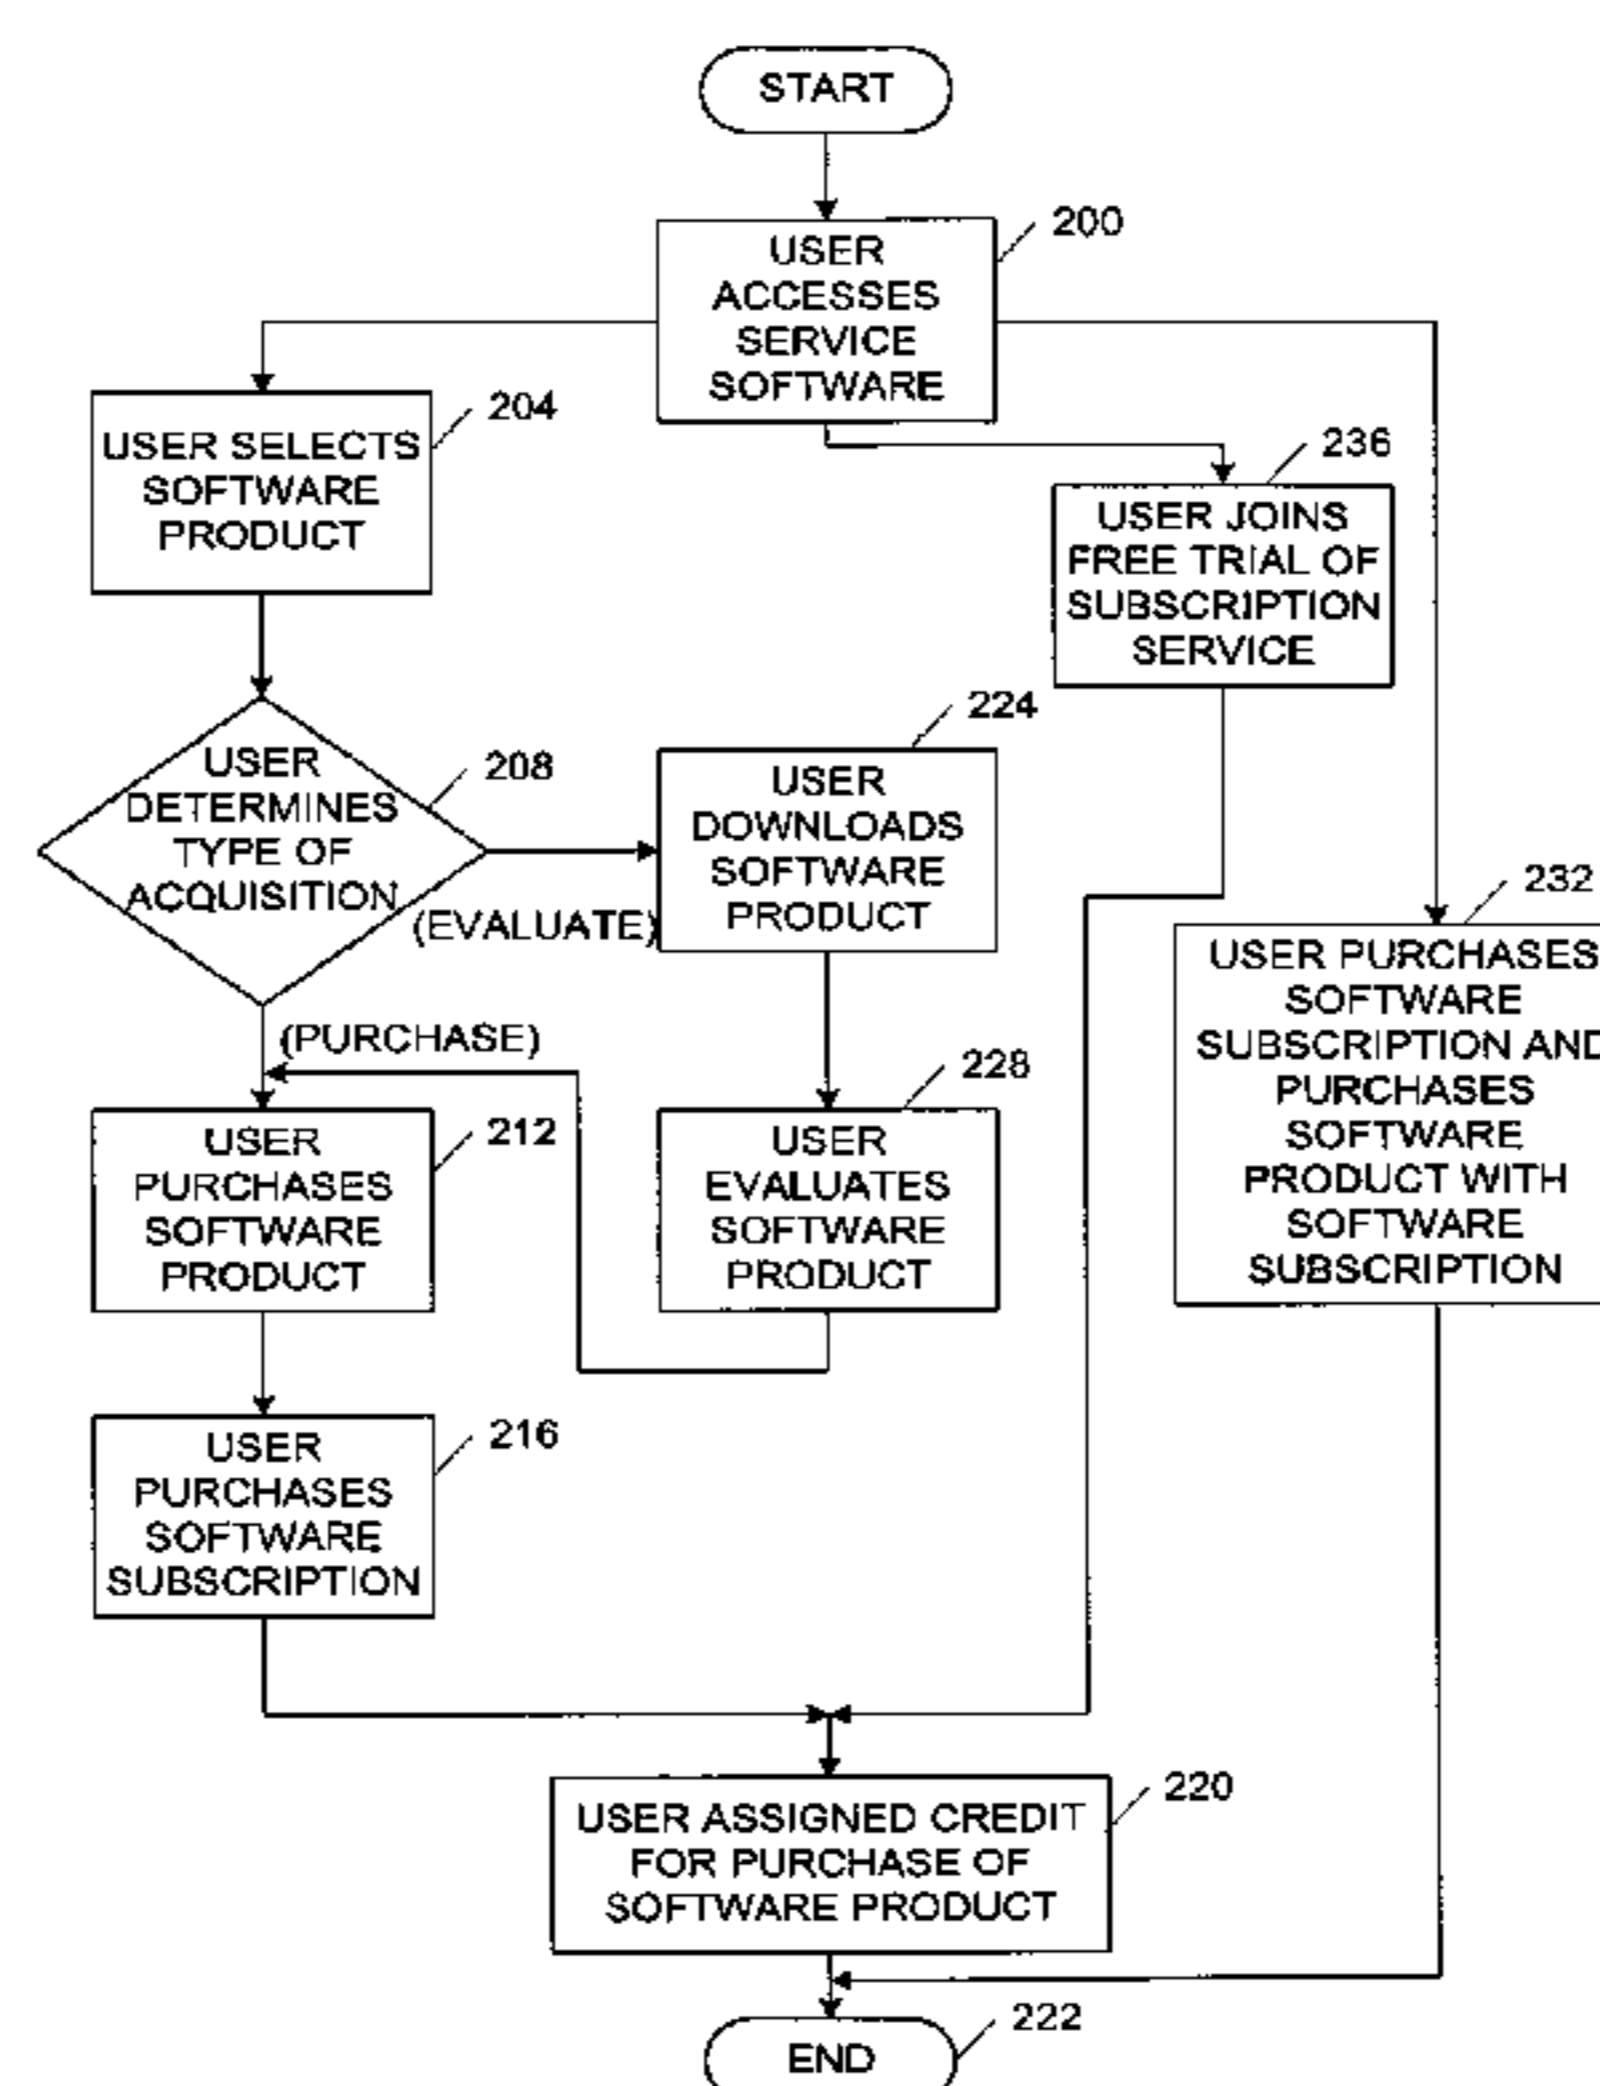 START
200
USER
ACCESSES
SERVICE
SOFTWARE
204
USER SELECTS
SOFTWARE
PRODUCT
236
USER JOINS
FREE TRIAL OF
SUBSCRIPTION
SERVICE
208
USER
DETERMINES
TYPE OF
ACQUISITION
(EVALUATE)
224
USER
DOWNLOADS
SOFTWARE
PRODUCT
232
USER PURCHASES
SOFTWARE
SUBSCRIPTION AND
PURCHASES
SOFTWARE
PRODUCT WITH
SOFTWARE
SUBSCRIPTION
(PURCHASE)
212
USER
PURCHASES
SOFTWARE
PRODUCT
228
USER
EVALUATES
SOFTWARE
PRODUCT
216
USER
PURCHASES
SOFTWARE
SUBSCRIPTION
220
USER ASSIGNED CREDIT
FOR PURCHASE OF
SOFTWARE PRODUCT
222
END